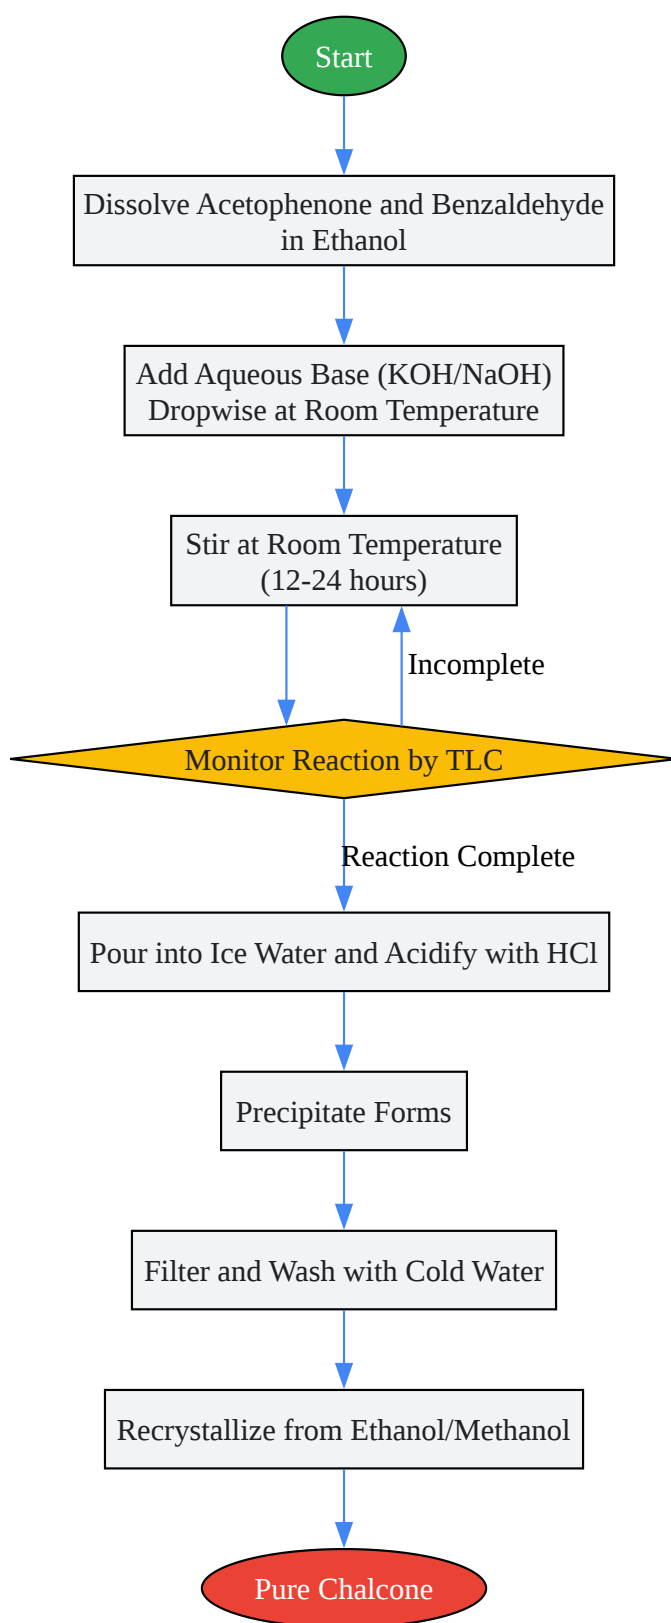 Start
Dissolve Acetophenone and Benzaldehyde
in Ethanol
Add Aqueous Base (KOH/NaOH)
Dropwise at Room Temperature
Stir at Room Temperature
(12-24 hours)
Incomplete
Monitor Reaction by TLC
Reaction Complete
Pour into Ice Water and Acidify with HCl
Precipitate Forms
Filter and Wash with Cold Water
Recrystallize from Ethanol/Methanol
Pure Chalcone